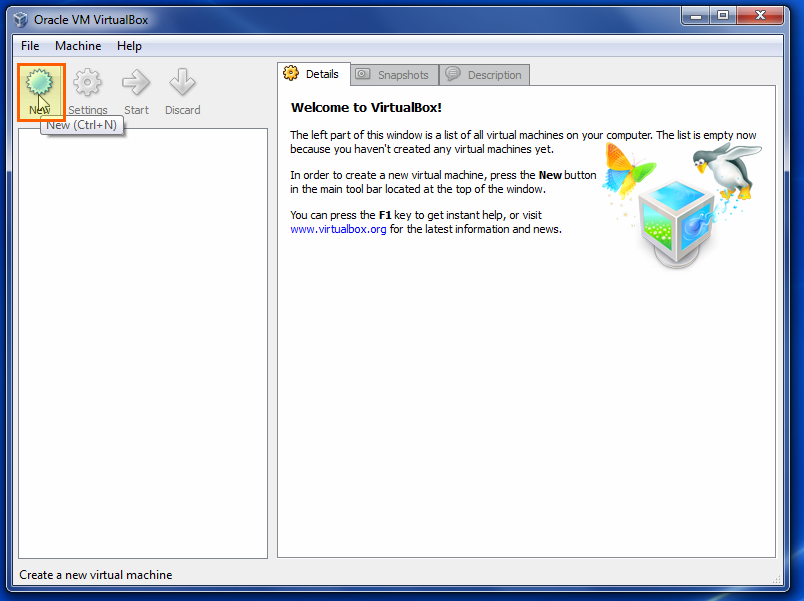 Oracle VM VirtualBox
File Machine Help
New Settings Start Discard
New (Ctrl+N)
Details Snapshots Description
Welcome to VirtualBox!
The left part of this window is a list of all virtual machines on your computer. The list is empty now
because you haven't created any virtual machines yet.
In order to create a new virtual machine, press the New button
in the main tool bar located at the top of the window.
You can press the F1 key to get instant help, or visit
www.virtualbox.org for the latest information and news.
Create a new virtual machine